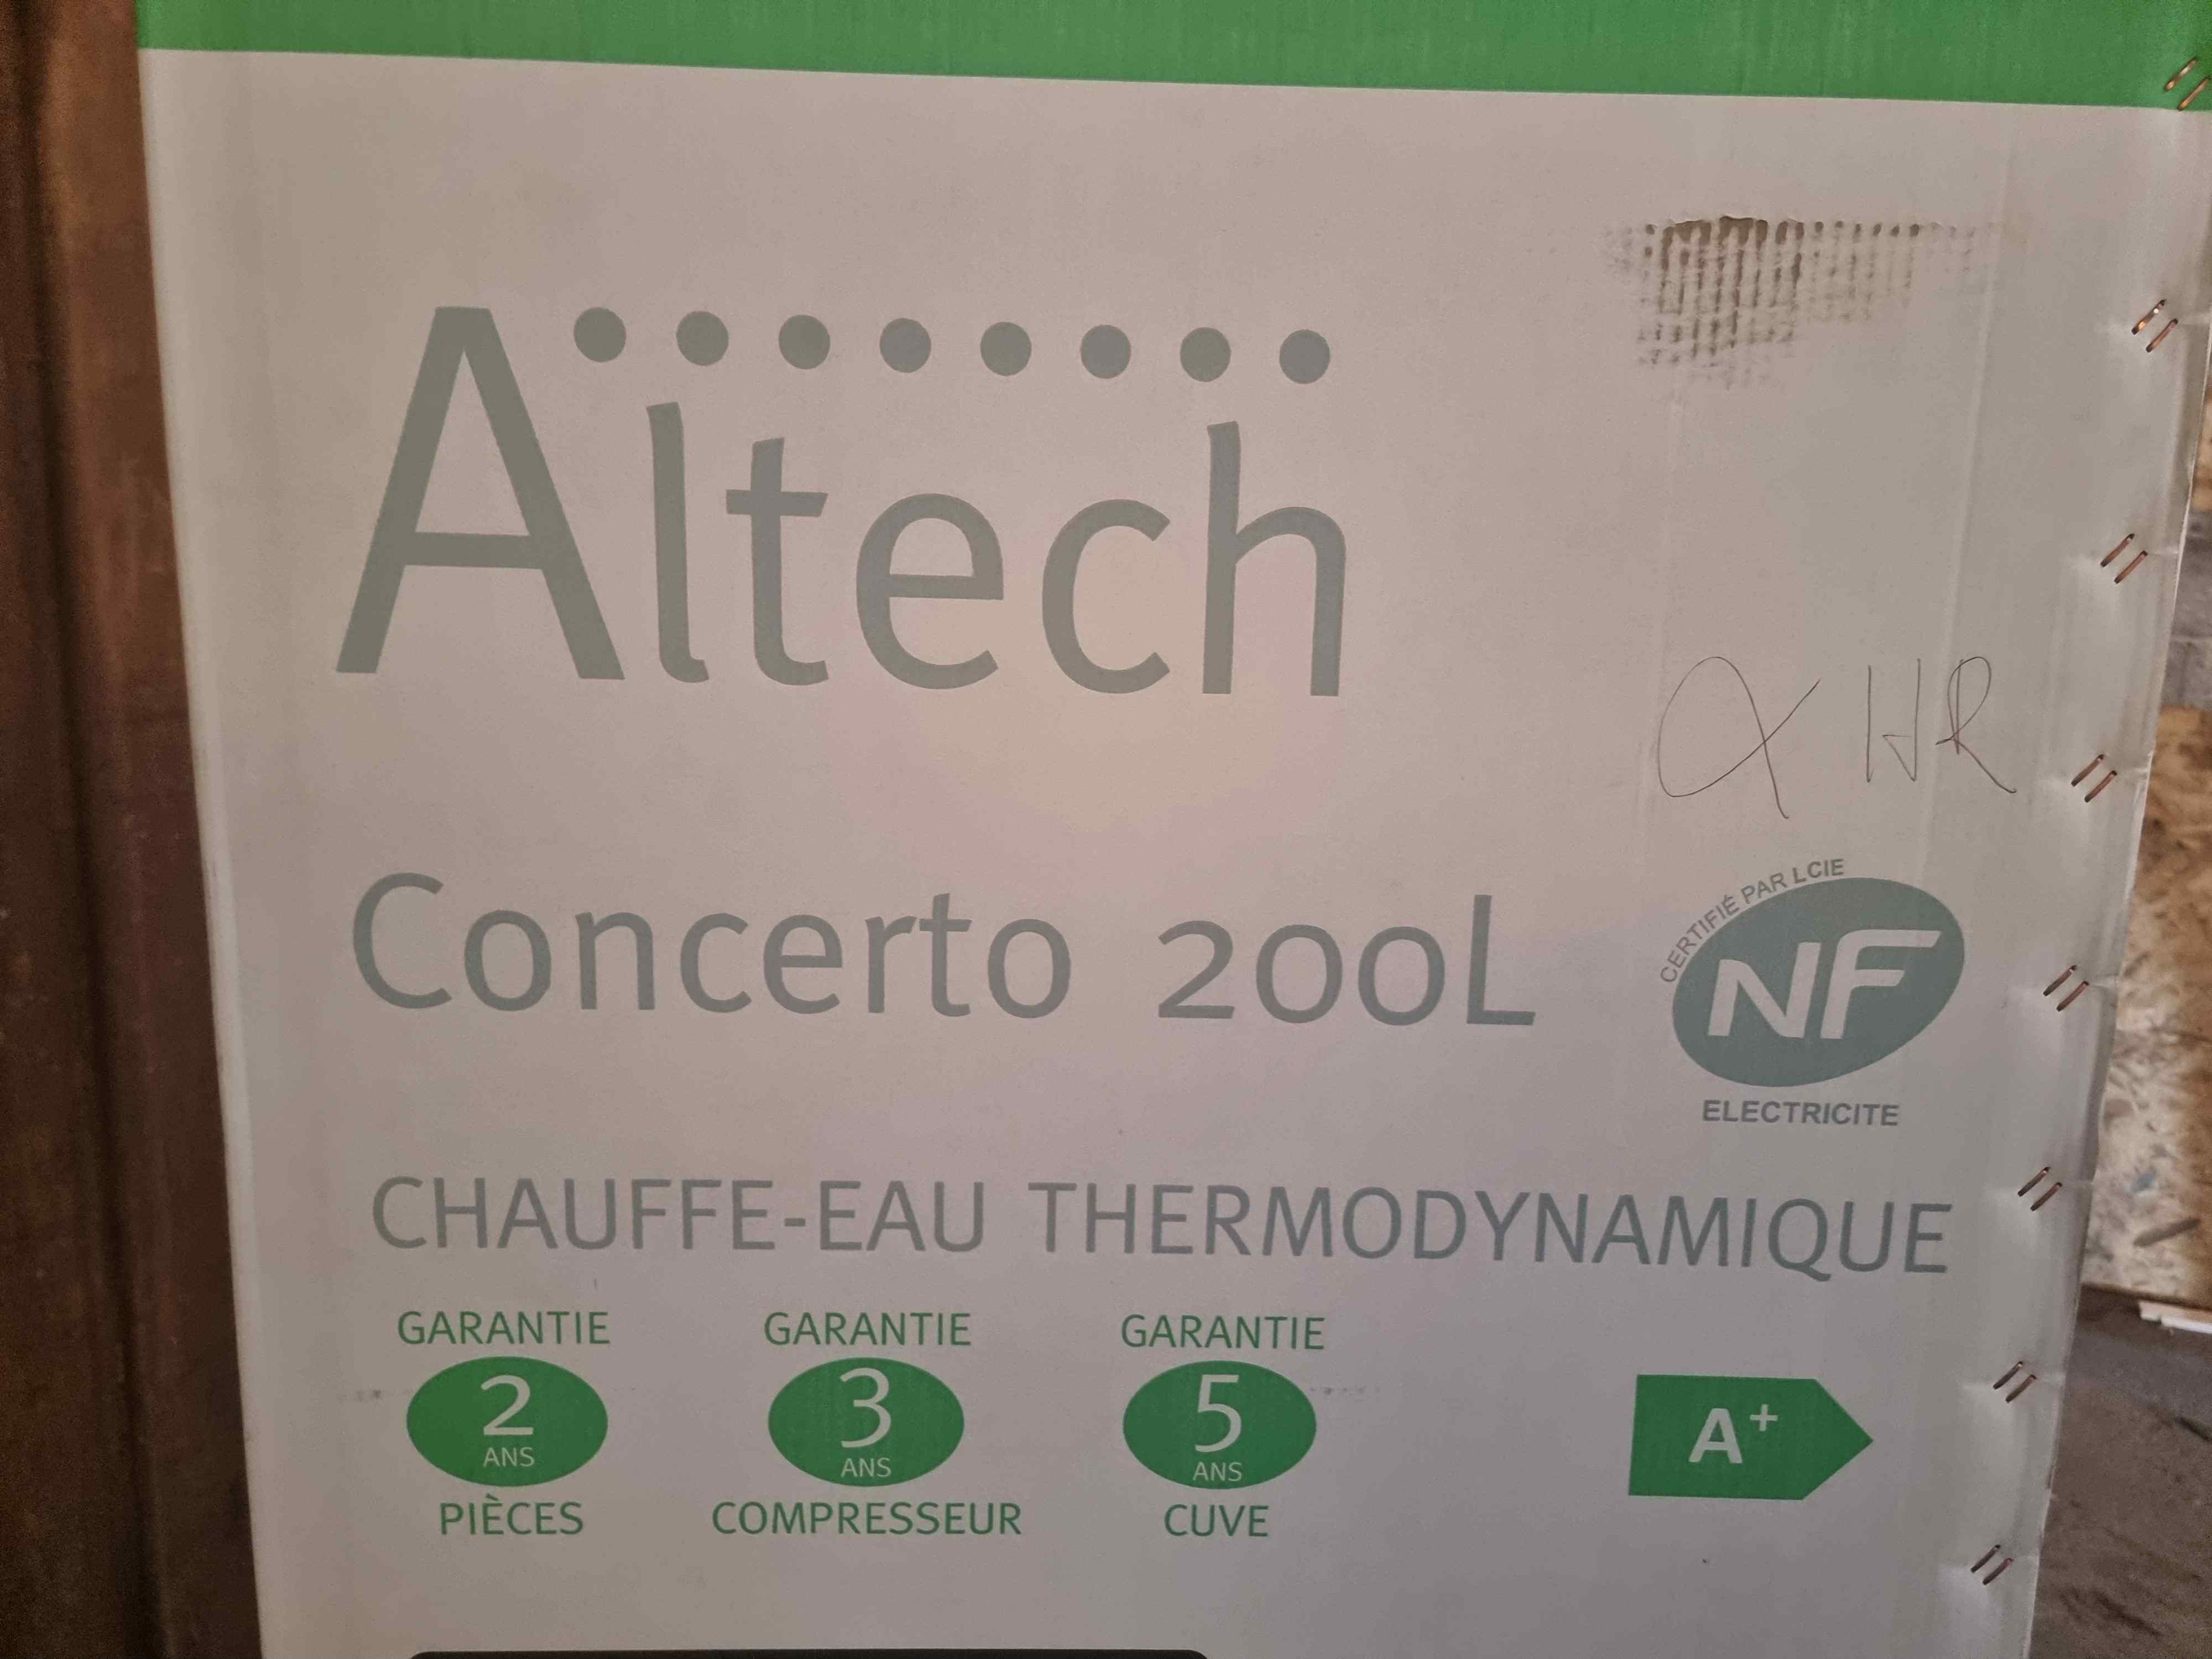 Altech
HR
Concerto 200L
CERTIFIÉ PAR LCIE
NF
ELECTRICITE
CHAUFFE-EAU THERMODYNAMIQUE
GARANTIE GARANTIE GARANTIE
2 3 5
ANS ANS ANS
A+
PIÈCES COMPRESSEUR CUVE